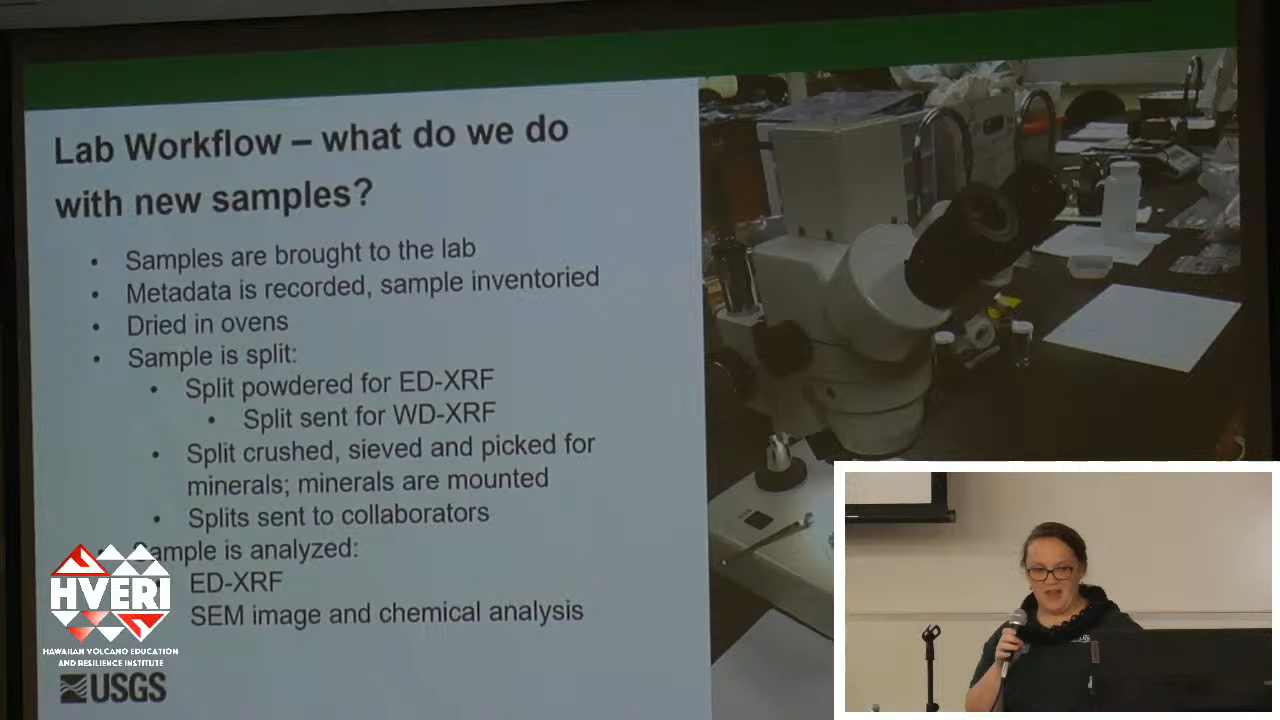 Lab Workflow – what do we do
with new samples?
• Samples are brought to the lab
• Metadata is recorded, sample inventoried
• Dried in ovens
• Sample is split:
• Split powdered for ED-XRF
• Split sent for WD-XRF
• Split crushed, sieved and picked for
minerals; minerals are mounted
• Splits sent to collaborators
Sample is analyzed:
ED-XRF
SEM image and chemical analysis
HVERI
HAWAIIAN VOLCANO EDUCATION
AND RESILIENCE INSTITUTE
USGS